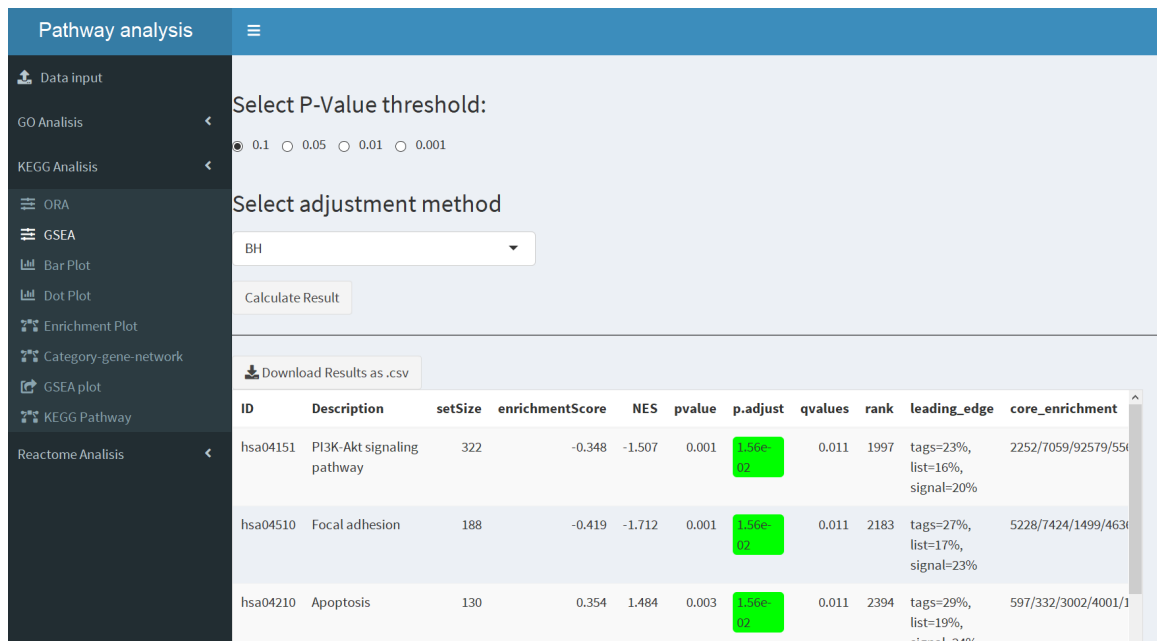 Pathway analysis
Data input
GO Analisis
KEGG Analisis
ORA
GSEA
Bar Plot
Dot Plot
Enrichment Plot
Category-gene-network
GSEA plot
KEGG Pathway
Reactome Analisis
Select P-Value threshold:
0.1 0.05 0.01 0.001
Select adjustment method
BH
Calculate Result
Download Results as .csv
ID Description setSize enrichmentScore NES pvalue p.adjust qvalues rank leading_edge core_enrichment
hsa04151 PI3K-Akt signaling 322 -0.348 -1.507 0.001 1.56e- 0.011 1997 tags=23%, 2252/7059/92579/556
pathway 02 list=16%,
signal=20%
hsa04510 Focal adhesion 188 -0.419 -1.712 0.001 1.56e- 0.011 2183 tags=27%, 5228/7424/1499/4636
02 list=17%,
signal=23%
hsa04210 Apoptosis 130 0.354 1.484 0.003 1.56e- 0.011 2394 tags=29%, 597/332/3002/4001/1
02 list=19%,
signal=24%